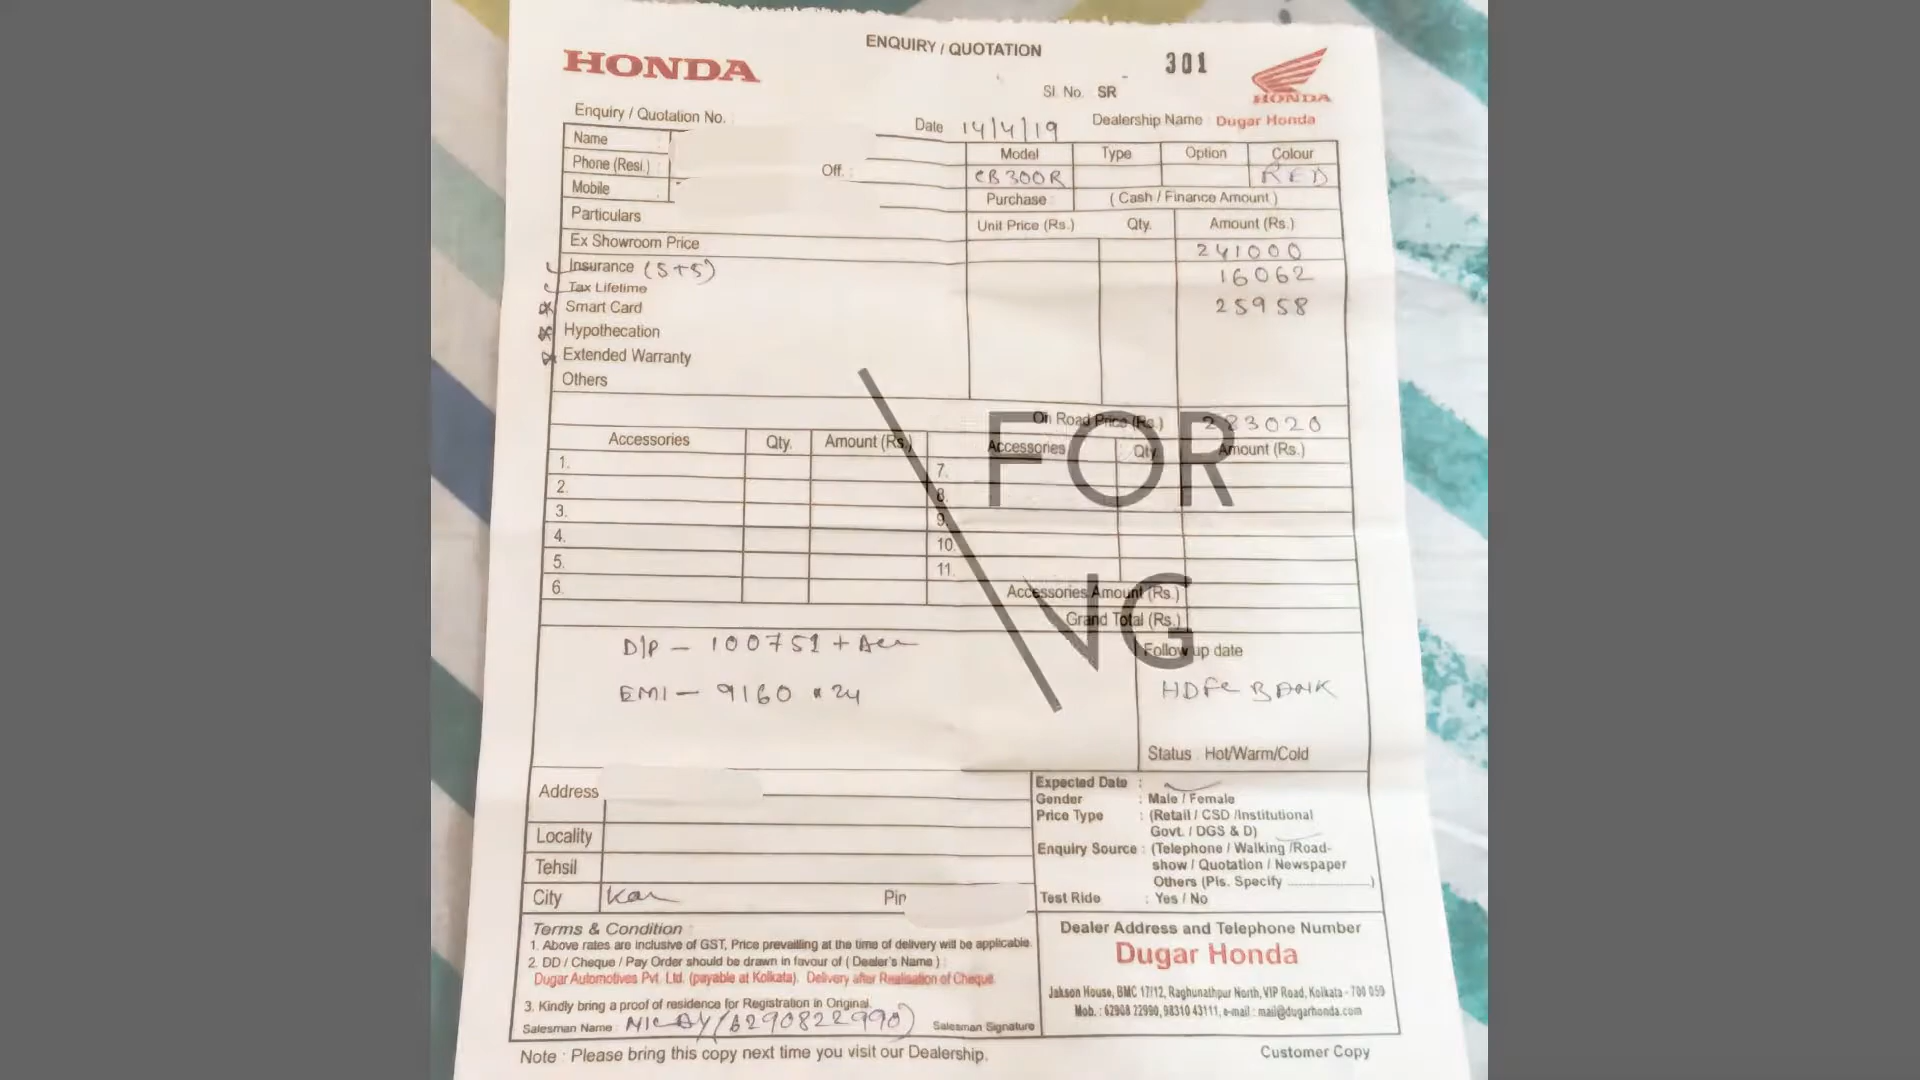 ENQUIRY / QUOTATION
HONDA
301
HONDA
Sl. No. SR
Enquiry / Quotation No.
Date 14/4/19
Dealership Name : Dugar Honda
Name :
Phone (Resi.) : Off. :
Mobile :
Model Type Option Colour
CB300R RED
Purchase : ( Cash / Finance Amount )
Particulars Unit Price (Rs.) Qty. Amount (Rs.)
Ex Showroom Price 241000
Insurance (5+5) 16062
Tax Lifetime 25958
Smart Card
Hypothecation
Extended Warranty
Others
On Road Price (Rs.) 283020
Accessories Qty. Amount (Rs.) Accessories Qty. Amount (Rs.)
1. 7.
2. 8.
3. 9.
4. 10.
5. 11.
6. Accessories Amount (Rs.)
Grand Total (Rs.)
FOR
VG
D/P - 100751 + Acc
EMI - 9160 x 24
Follow up date
HDFC BANK
Status : Hot/Warm/Cold
Address
Locality
Tehsil
City Kol Pin
Expected Date :
Gender : Male / Female
Price Type : (Retail / CSD /Institutional
Govt. / DGS & D)
Enquiry Source : (Telephone / Walking /Road-
show / Quotation / Newspaper
Others (Pls. Specify ....................)
Test Ride : Yes / No
Terms & Condition :
1. Above rates are inclusive of GST, Price prevailling at the time of delivery will be applicable.
2. DD / Cheque / Pay Order should be drawn in favour of ( Dealer's Name ) :
Dugar Automotives Pvt. Ltd. (payable at Kolkata). Delivery after Realisation of Cheque.
3. Kindly bring a proof of residence for Registration in Original.
Salesman Name : (6290822990) Salesman Signature
Dealer Address and Telephone Number
Dugar Honda
Jakson House, BMC 17/12, Raghunathpur North, VIP Road, Kolkata - 700 059
Mob. : 62908 22990, 98310 43111, e-mail : mail@dugarhonda.com
Note : Please bring this copy next time you visit our Dealership.
Customer Copy